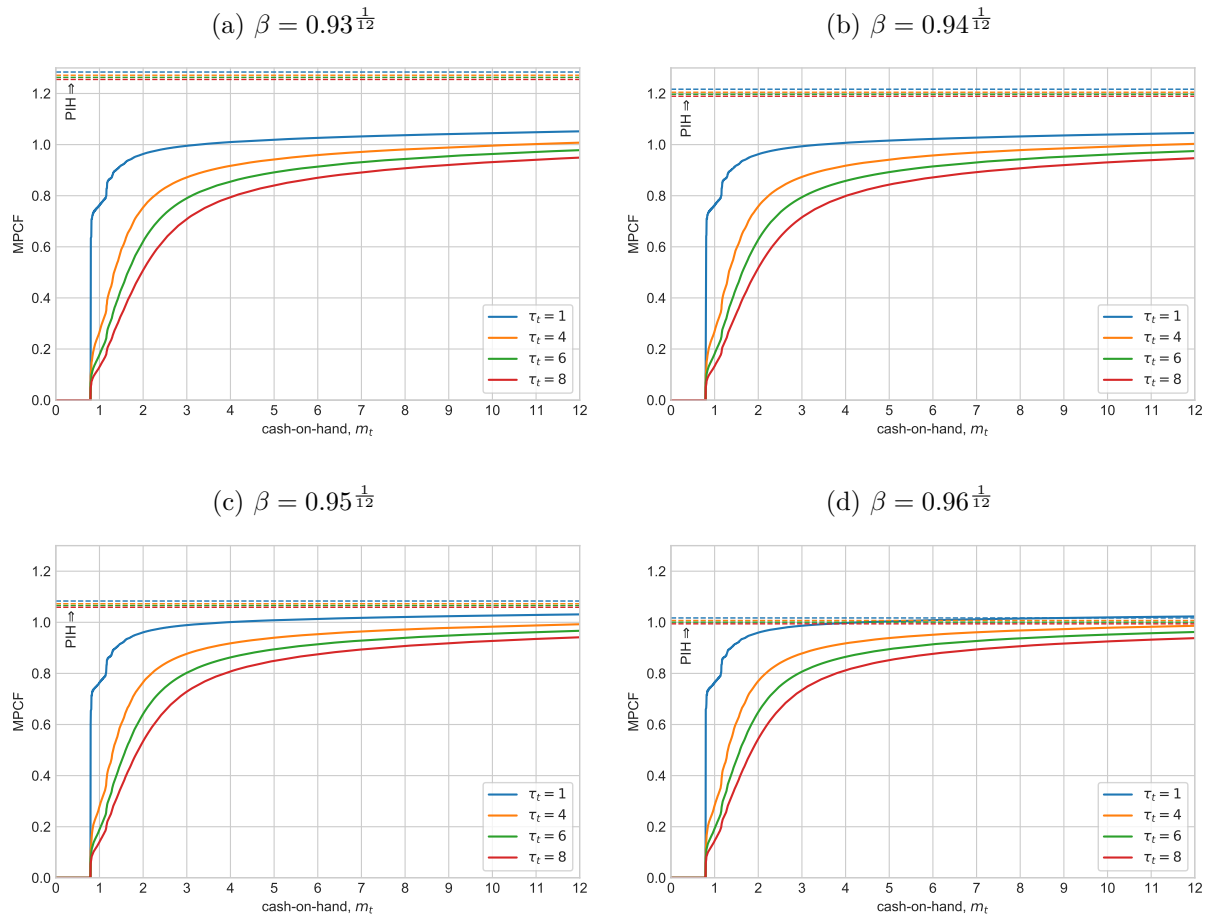 (a) β = 0.93^{1/12}
1.2
1.0
0.8
0.6
0.4
0.2
0.0
MPCF
PIH ⇒
τ_t = 1
τ_t = 4
τ_t = 6
τ_t = 8
0 1 2 3 4 5 6 7 8 9 10 11 12
cash-on-hand, m_t
(b) β = 0.94^{1/12}
1.2
1.0
0.8
0.6
0.4
0.2
0.0
MPCF
PIH ⇒
τ_t = 1
τ_t = 4
τ_t = 6
τ_t = 8
0 1 2 3 4 5 6 7 8 9 10 11 12
cash-on-hand, m_t
(c) β = 0.95^{1/12}
1.2
1.0
0.8
0.6
0.4
0.2
0.0
MPCF
PIH ⇒
τ_t = 1
τ_t = 4
τ_t = 6
τ_t = 8
0 1 2 3 4 5 6 7 8 9 10 11 12
cash-on-hand, m_t
(d) β = 0.96^{1/12}
1.2
1.0
0.8
0.6
0.4
0.2
0.0
MPCF
PIH ⇒
τ_t = 1
τ_t = 4
τ_t = 6
τ_t = 8
0 1 2 3 4 5 6 7 8 9 10 11 12
cash-on-hand, m_t